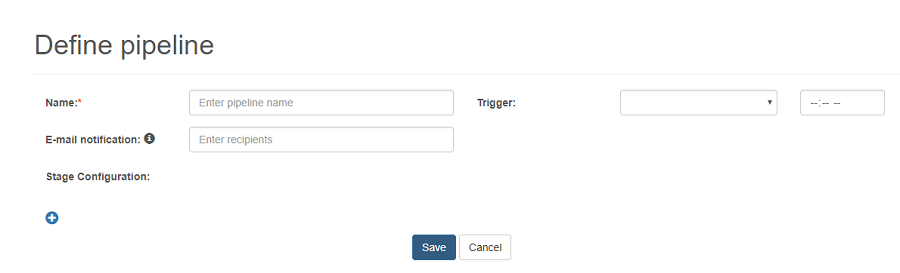 Define pipeline
Name:* Enter pipeline name Trigger: --:-- --
E-mail notification: Enter recipients
Stage Configuration:
Save Cancel